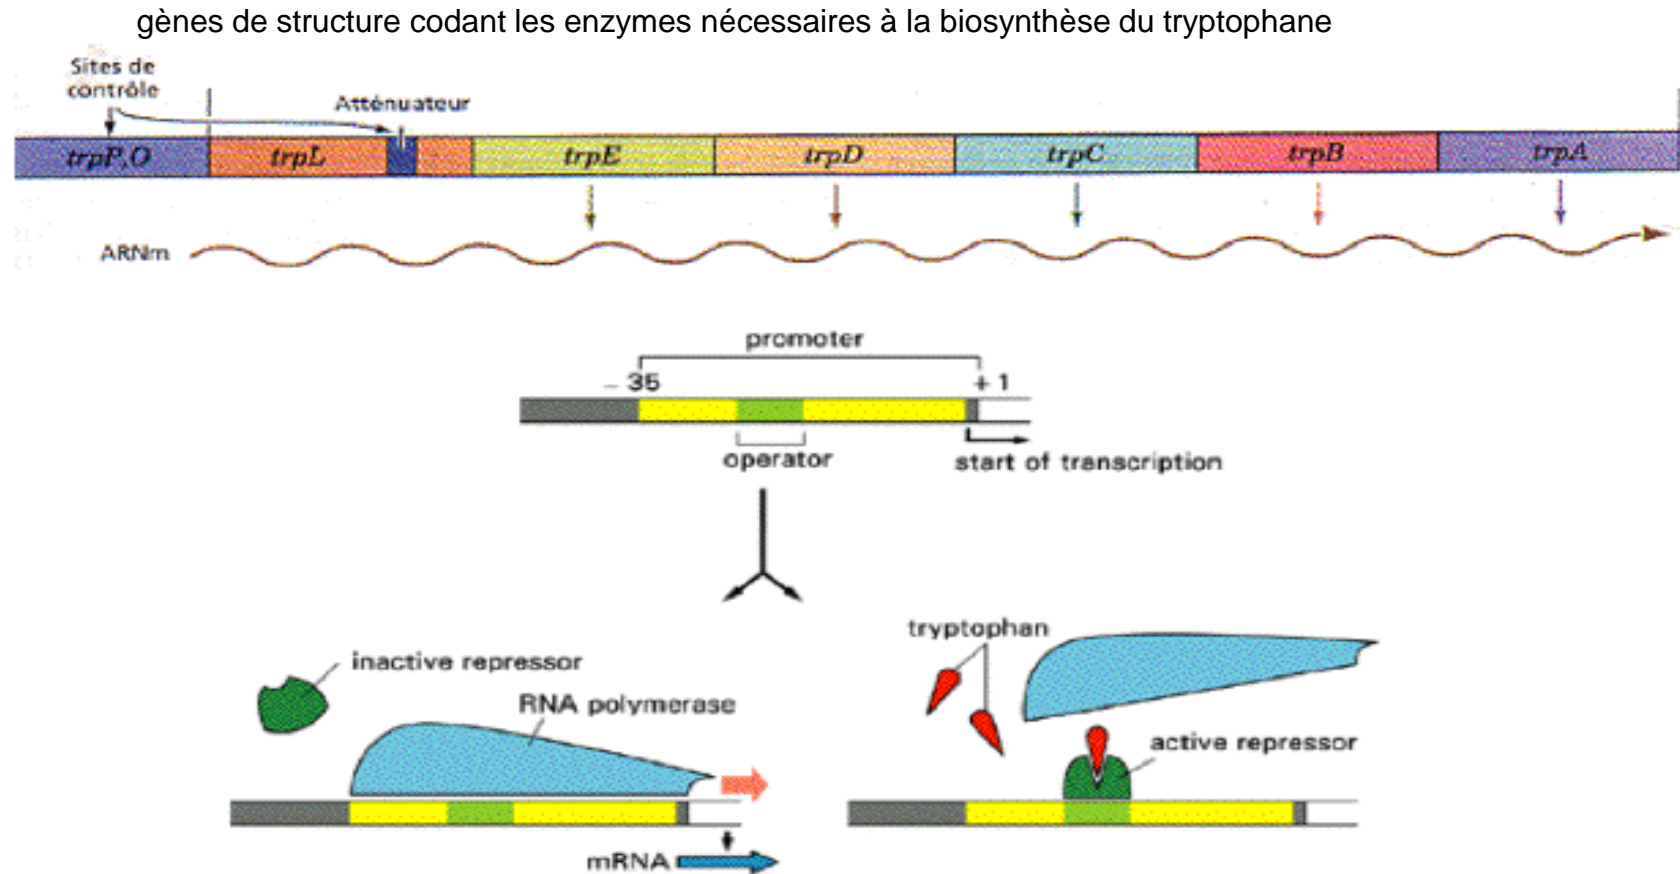 gènes de structure codant les enzymes nécessaires à la biosynthèse du tryptophane
Sites de
contrôle
Atténuateur
trpP,O trpL trpE trpD trpC trpB trpA
ARNm
promoter
– 35 + 1
operator
start of transcription
tryptophan
inactive repressor
RNA polymerase
active repressor
mRNA